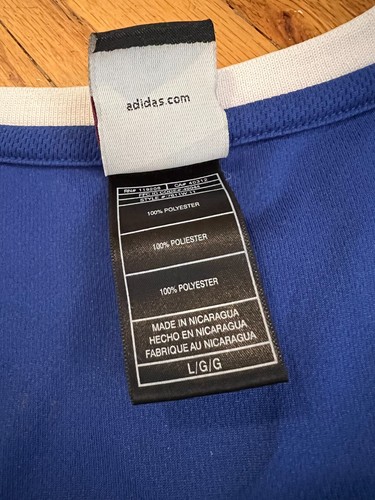 adidas.com
100% POLYESTER
100% POLIESTER
100% POLYESTER
MADE IN NICARAGUA
HECHO EN NICARAGUA
FABRIQUE AU NICARAGUA
L/G/G